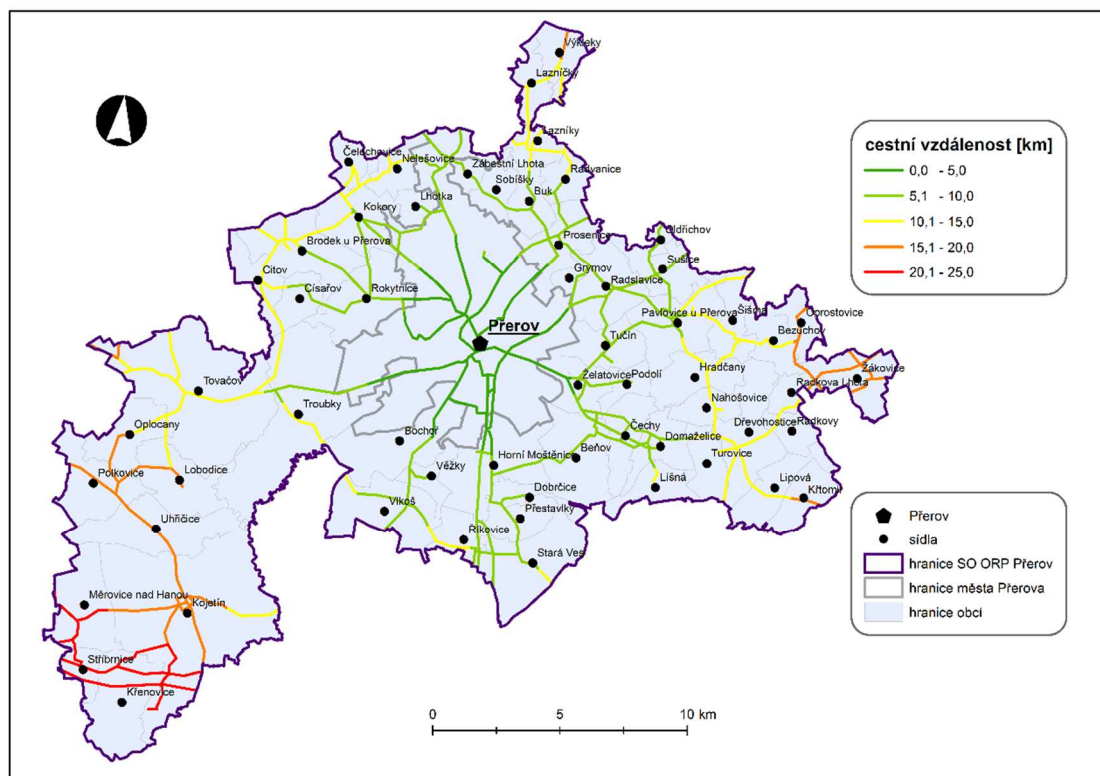 Výkleky
Lazníčky
Lazníky
Čelechovice
Nelešovice
Zábeštní Lhota
Radvanice
Sobíšky
Lhotka
Buk
Kokory
Oldřichov
Brodek u Přerova
Prosenice
Sušice
Citov
Grymov
Císařov
Rokytnice
Radslavice
Pavlovice u Přerova
Šišma
Oprostovice
Přerov
Tučín
Bezuchov
Hradčany
Žákovice
Tovačov
Želatovice
Podolí
Radkova Lhota
Troubky
Nahošovice
Oplocany
Bochoř
Čechy
Dřevohostice
Radkovy
Domaželice
Horní Moštěnice
Beňov
Turovice
Polkovice
Lobodice
Věžky
Líšná
Lipová
Křtomil
Dobrčice
Vlkoš
Přestavlky
Uhřičice
Říkovice
Stará Ves
Měrovice nad Hanou
Kojetín
Stříbrnice
Křenovice
cestní vzdálenost [km]
0,0 - 5,0
5,1 - 10,0
10,1 - 15,0
15,1 - 20,0
20,1 - 25,0
Přerov
sídla
hranice SO ORP Přerov
hranice města Přerova
hranice obcí
0 5 10 km